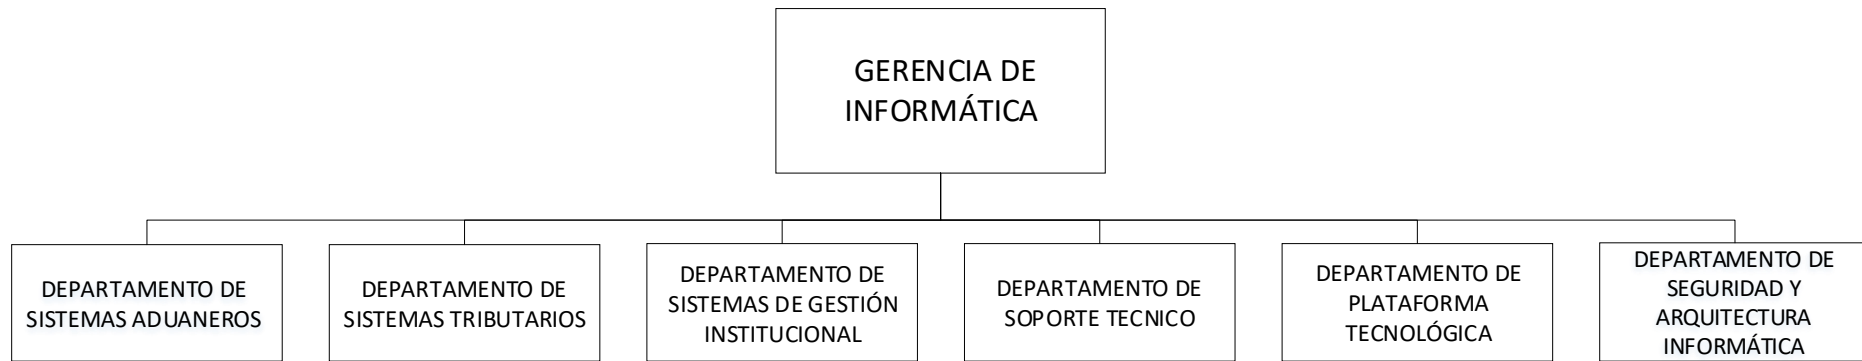 GERENCIA DE
INFORMÁTICA
DEPARTAMENTO DE
SISTEMAS ADUANEROS
DEPARTAMENTO DE
SISTEMAS TRIBUTARIOS
DEPARTAMENTO DE
SISTEMAS DE GESTIÓN
INSTITUCIONAL
DEPARTAMENTO DE
SOPORTE TECNICO
DEPARTAMENTO DE
PLATAFORMA
TECNOLÓGICA
DEPARTAMENTO DE
SEGURIDAD Y
ARQUITECTURA
INFORMÁTICA